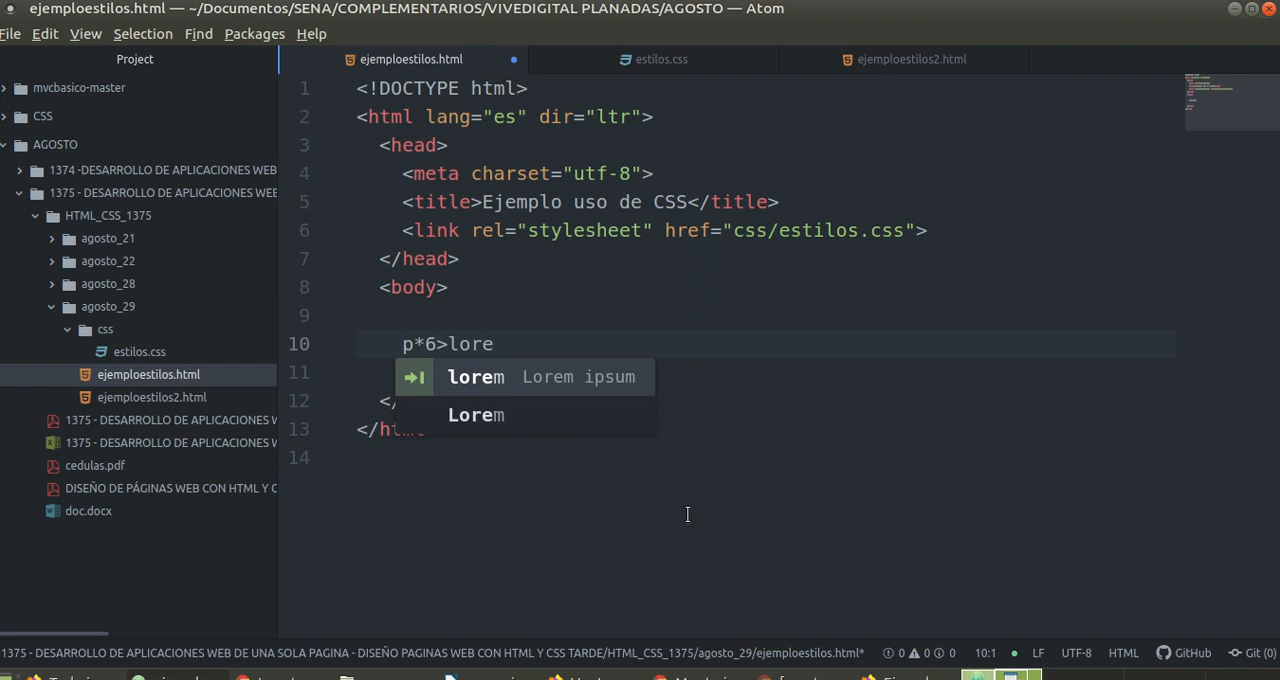 ejemploestilos.html — ~/Documentos/SENA/COMPLEMENTARIOS/VIVEDIGITAL PLANADAS/AGOSTO — Atom
File Edit View Selection Find Packages Help
Project
ejemploestilos.html
estilos.css
ejemploestilos2.html
mvcbasico-master
CSS
AGOSTO
1374 -DESARROLLO DE APLICACIONES WEB
1375 - DESARROLLO DE APLICACIONES WEB
HTML_CSS_1375
agosto_21
agosto_22
agosto_28
agosto_29
css
estilos.css
ejemploestilos.html
ejemploestilos2.html
1375 - DESARROLLO DE APLICACIONES W
1375 - DESARROLLO DE APLICACIONES W
cedulas.pdf
DISEÑO DE PÁGINAS WEB CON HTML Y C
doc.docx
1 <!DOCTYPE html>
2 <html lang="es" dir="ltr">
3 <head>
4 <meta charset="utf-8">
5 <title>Ejemplo uso de CSS</title>
6 <link rel="stylesheet" href="css/estilos.css">
7 </head>
8 <body>
9
10 p*6>lore
11
lorem Lorem ipsum
12 </
Lorem
13 </html>
14
1375 - DESARROLLO DE APLICACIONES WEB DE UNA SOLA PAGINA - DISEÑO PAGINAS WEB CON HTML Y CSS TARDE/HTML_CSS_1375/agosto_29/ejemploestilos.html* 0 0 0 10:1 LF UTF-8 HTML GitHub Git (0)